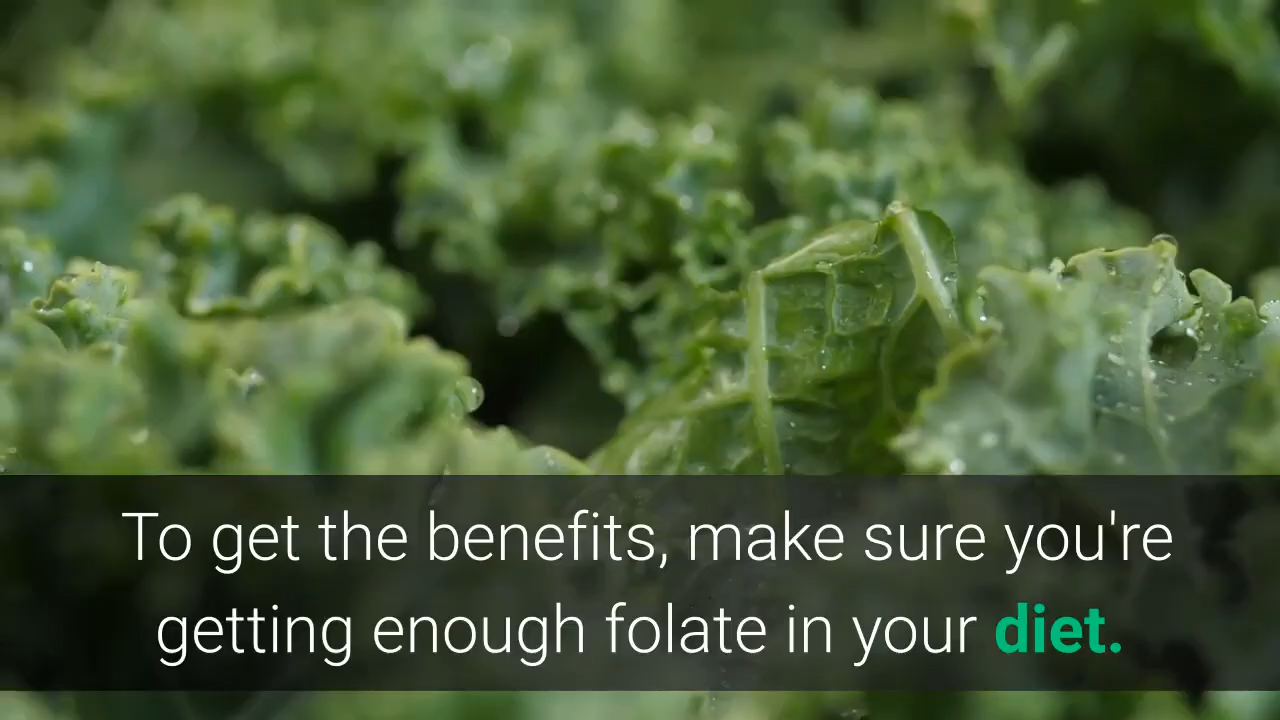 To get the benefits, make sure you're
getting enough folate in your diet.